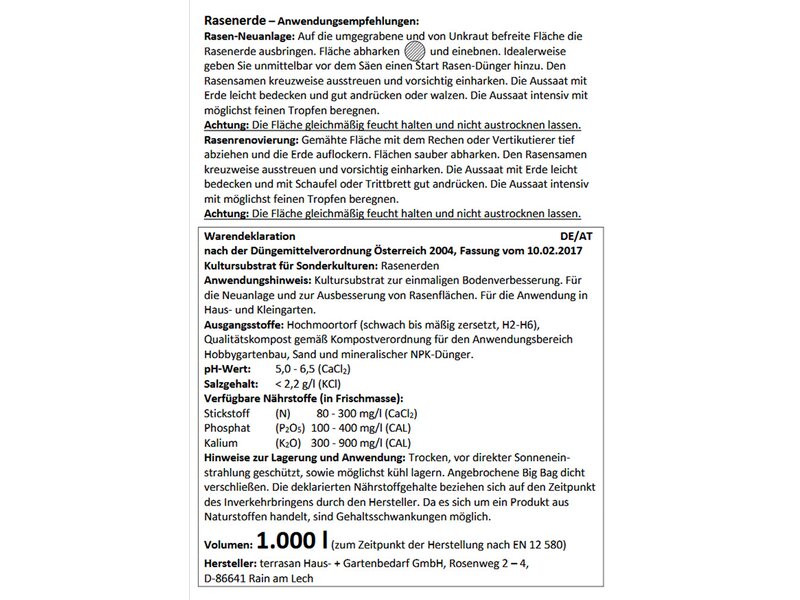 Rasenerde – Anwendungsempfehlungen:
Rasen-Neuanlage: Auf die umgegrabene und von Unkraut befreite Fläche die
Rasenerde ausbringen. Fläche abharken und einebnen. Idealerweise
geben Sie unmittelbar vor dem Säen einen Start Rasen-Dünger hinzu. Den
Rasensamen kreuzweise ausstreuen und vorsichtig einharken. Die Aussaat mit
Erde leicht bedecken und gut andrücken oder walzen. Die Aussaat intensiv mit
möglichst feinen Tropfen beregnen.
Achtung: Die Fläche gleichmäßig feucht halten und nicht austrocknen lassen.
Rasenrenovierung: Gemähte Fläche mit dem Rechen oder Vertikutierer tief
abziehen und die Erde auflockern. Flächen sauber abharken. Den Rasensamen
kreuzweise ausstreuen und vorsichtig einharken. Die Aussaat mit Erde leicht
bedecken und mit Schaufel oder Trittbrett gut andrücken. Die Aussaat intensiv
mit möglichst feinen Tropfen beregnen.
Achtung: Die Fläche gleichmäßig feucht halten und nicht austrocknen lassen.
Warendeklaration DE/AT
nach der Düngemittelverordnung Österreich 2004, Fassung vom 10.02.2017
Kultursubstrat für Sonderkulturen: Rasenerden
Anwendungshinweis: Kultursubstrat zur einmaligen Bodenverbesserung. Für
die Neuanlage und zur Ausbesserung von Rasenflächen. Für die Anwendung in
Haus- und Kleingarten.
Ausgangsstoffe: Hochmoortorf (schwach bis mäßig zersetzt, H2-H6),
Qualitätskompost gemäß Kompostverordnung für den Anwendungsbereich
Hobbygartenbau, Sand und mineralischer NPK-Dünger.
pH-Wert: 5,0 - 6,5 (CaCl₂)
Salzgehalt: < 2,2 g/l (KCl)
Verfügbare Nährstoffe (in Frischmasse):
Stickstoff (N) 80 - 300 mg/l (CaCl₂)
Phosphat (P₂O₅) 100 - 400 mg/l (CAL)
Kalium (K₂O) 300 - 900 mg/l (CAL)
Hinweise zur Lagerung und Anwendung: Trocken, vor direkter Sonnenein-
strahlung geschützt, sowie möglichst kühl lagern. Angebrochene Big Bag dicht
verschließen. Die deklarierten Nährstoffgehalte beziehen sich auf den Zeitpunkt
des Inverkehrbringens durch den Hersteller. Da es sich um ein Produkt aus
Naturstoffen handelt, sind Gehaltsschwankungen möglich.
Volumen: 1.000 l (zum Zeitpunkt der Herstellung nach EN 12 580)
Hersteller: terrasan Haus- + Gartenbedarf GmbH, Rosenweg 2 – 4,
D-86641 Rain am Lech